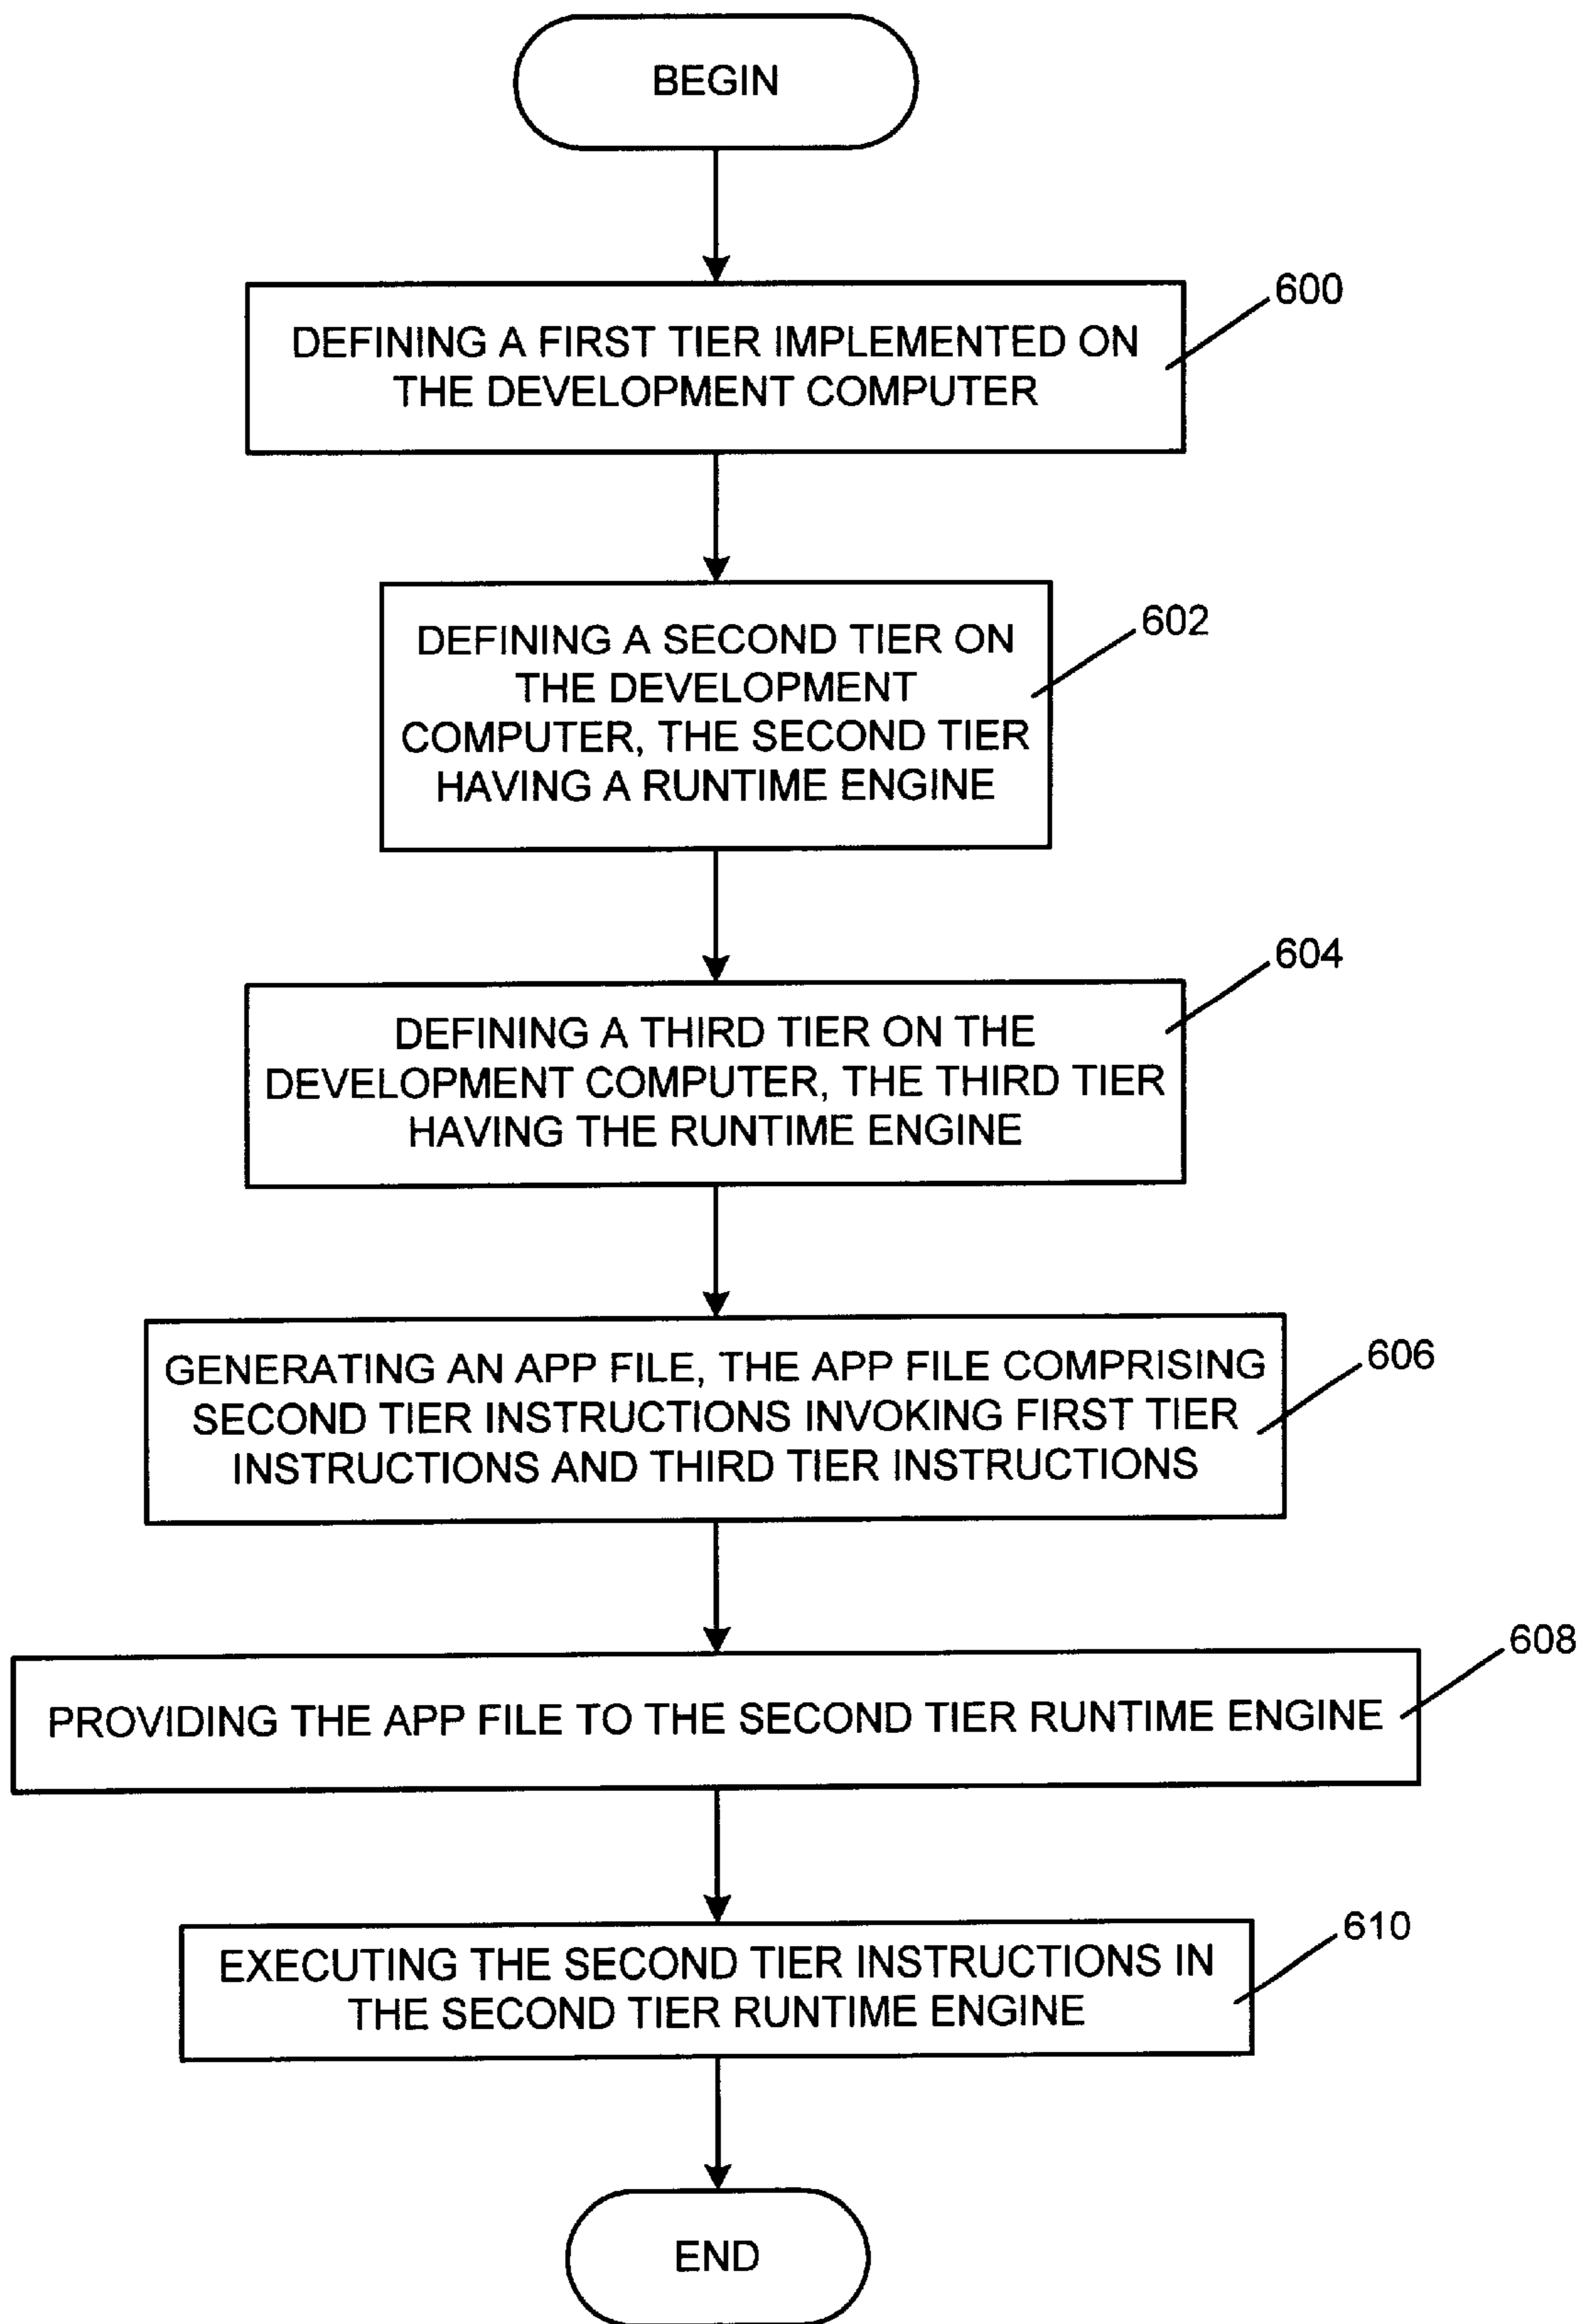 BEGIN
600
DEFINING A FIRST TIER IMPLEMENTED ON
THE DEVELOPMENT COMPUTER
602
DEFINING A SECOND TIER ON
THE DEVELOPMENT
COMPUTER, THE SECOND TIER
HAVING A RUNTIME ENGINE
604
DEFINING A THIRD TIER ON THE
DEVELOPMENT COMPUTER, THE THIRD TIER
HAVING THE RUNTIME ENGINE
606
GENERATING AN APP FILE, THE APP FILE COMPRISING
SECOND TIER INSTRUCTIONS INVOKING FIRST TIER
INSTRUCTIONS AND THIRD TIER INSTRUCTIONS
608
PROVIDING THE APP FILE TO THE SECOND TIER RUNTIME ENGINE
610
EXECUTING THE SECOND TIER INSTRUCTIONS IN
THE SECOND TIER RUNTIME ENGINE
END